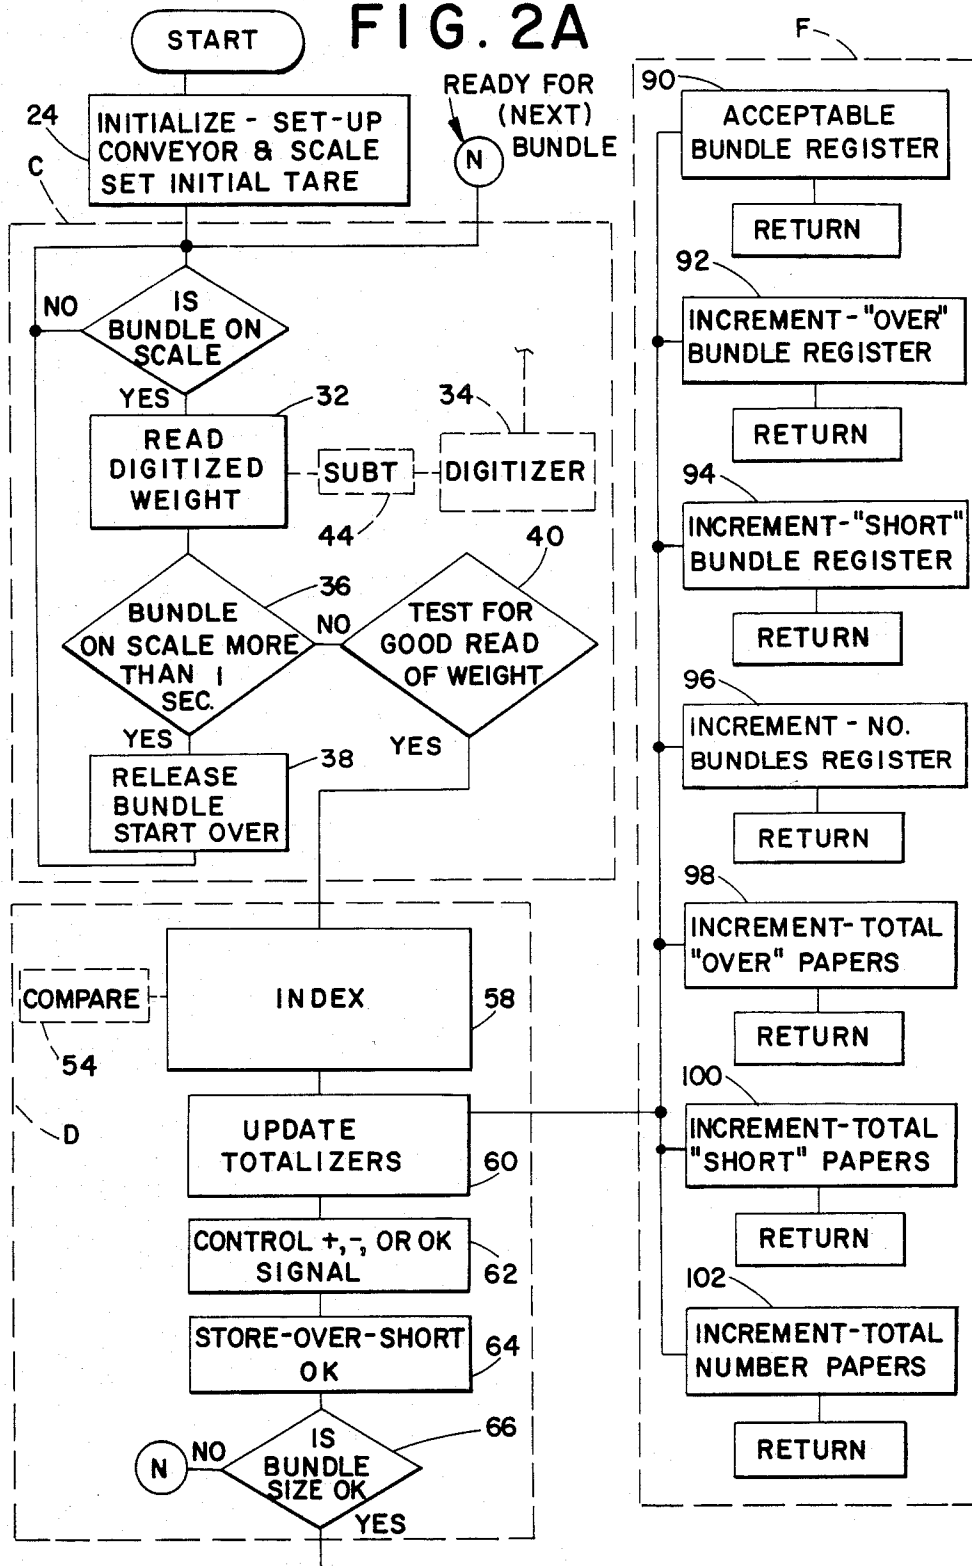 FIG. 2A
START
READY FOR
(NEXT)
BUNDLE
N
24
INITIALIZE - SET-UP
CONVEYOR & SCALE
SET INITIAL TARE
C
IS
BUNDLE ON
SCALE
NO
YES
32
READ
DIGITIZED
WEIGHT
SUBT
44
34
DIGITIZER
36
BUNDLE
ON SCALE MORE
THAN 1
SEC.
NO
YES
40
TEST FOR
GOOD READ
OF WEIGHT
YES
38
RELEASE
BUNDLE
START OVER
INDEX
58
COMPARE
54
D
UPDATE
TOTALIZERS
60
CONTROL +,-, OR OK
SIGNAL
62
STORE-OVER-SHORT
OK
64
IS
BUNDLE
SIZE OK
66
NO
N
YES
F
90
ACCEPTABLE
BUNDLE REGISTER
RETURN
92
INCREMENT-"OVER"
BUNDLE REGISTER
RETURN
94
INCREMENT-"SHORT"
BUNDLE REGISTER
RETURN
96
INCREMENT - NO.
BUNDLES REGISTER
RETURN
98
INCREMENT-TOTAL
"OVER" PAPERS
RETURN
100
INCREMENT-TOTAL
"SHORT" PAPERS
RETURN
102
INCREMENT-TOTAL
NUMBER PAPERS
RETURN